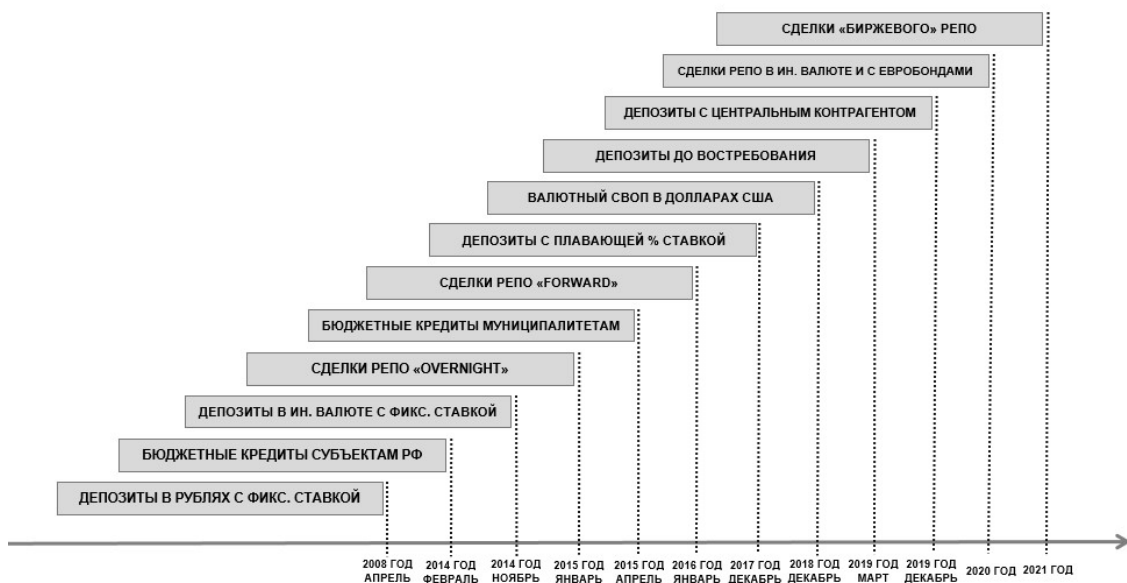 СДЕЛКИ «БИРЖЕВОГО» РЕПО
СДЕЛКИ РЕПО В ИН. ВАЛЮТЕ И С ЕВРОБОНДАМИ
ДЕПОЗИТЫ С ЦЕНТРАЛЬНЫМ КОНТРАГЕНТОМ
ДЕПОЗИТЫ ДО ВОСТРЕБОВАНИЯ
ВАЛЮТНЫЙ СВОП В ДОЛЛАРАХ США
ДЕПОЗИТЫ С ПЛАВАЮЩЕЙ % СТАВКОЙ
СДЕЛКИ РЕПО «FORWARD»
БЮДЖЕТНЫЕ КРЕДИТЫ МУНИЦИПАЛИТЕТАМ
СДЕЛКИ РЕПО «OVERNIGHT»
ДЕПОЗИТЫ В ИН. ВАЛЮТЕ С ФИКС. СТАВКОЙ
БЮДЖЕТНЫЕ КРЕДИТЫ СУБЪЕКТАМ РФ
ДЕПОЗИТЫ В РУБЛЯХ С ФИКС. СТАВКОЙ
2008 ГОД
АПРЕЛЬ
2014 ГОД
ФЕВРАЛЬ
2014 ГОД
НОЯБРЬ
2015 ГОД
ЯНВАРЬ
2015 ГОД
АПРЕЛЬ
2016 ГОД
ЯНВАРЬ
2017 ГОД
ДЕКАБРЬ
2018 ГОД
ДЕКАБРЬ
2019 ГОД
МАРТ
2019 ГОД
ДЕКАБРЬ
2020 ГОД
2021 ГОД